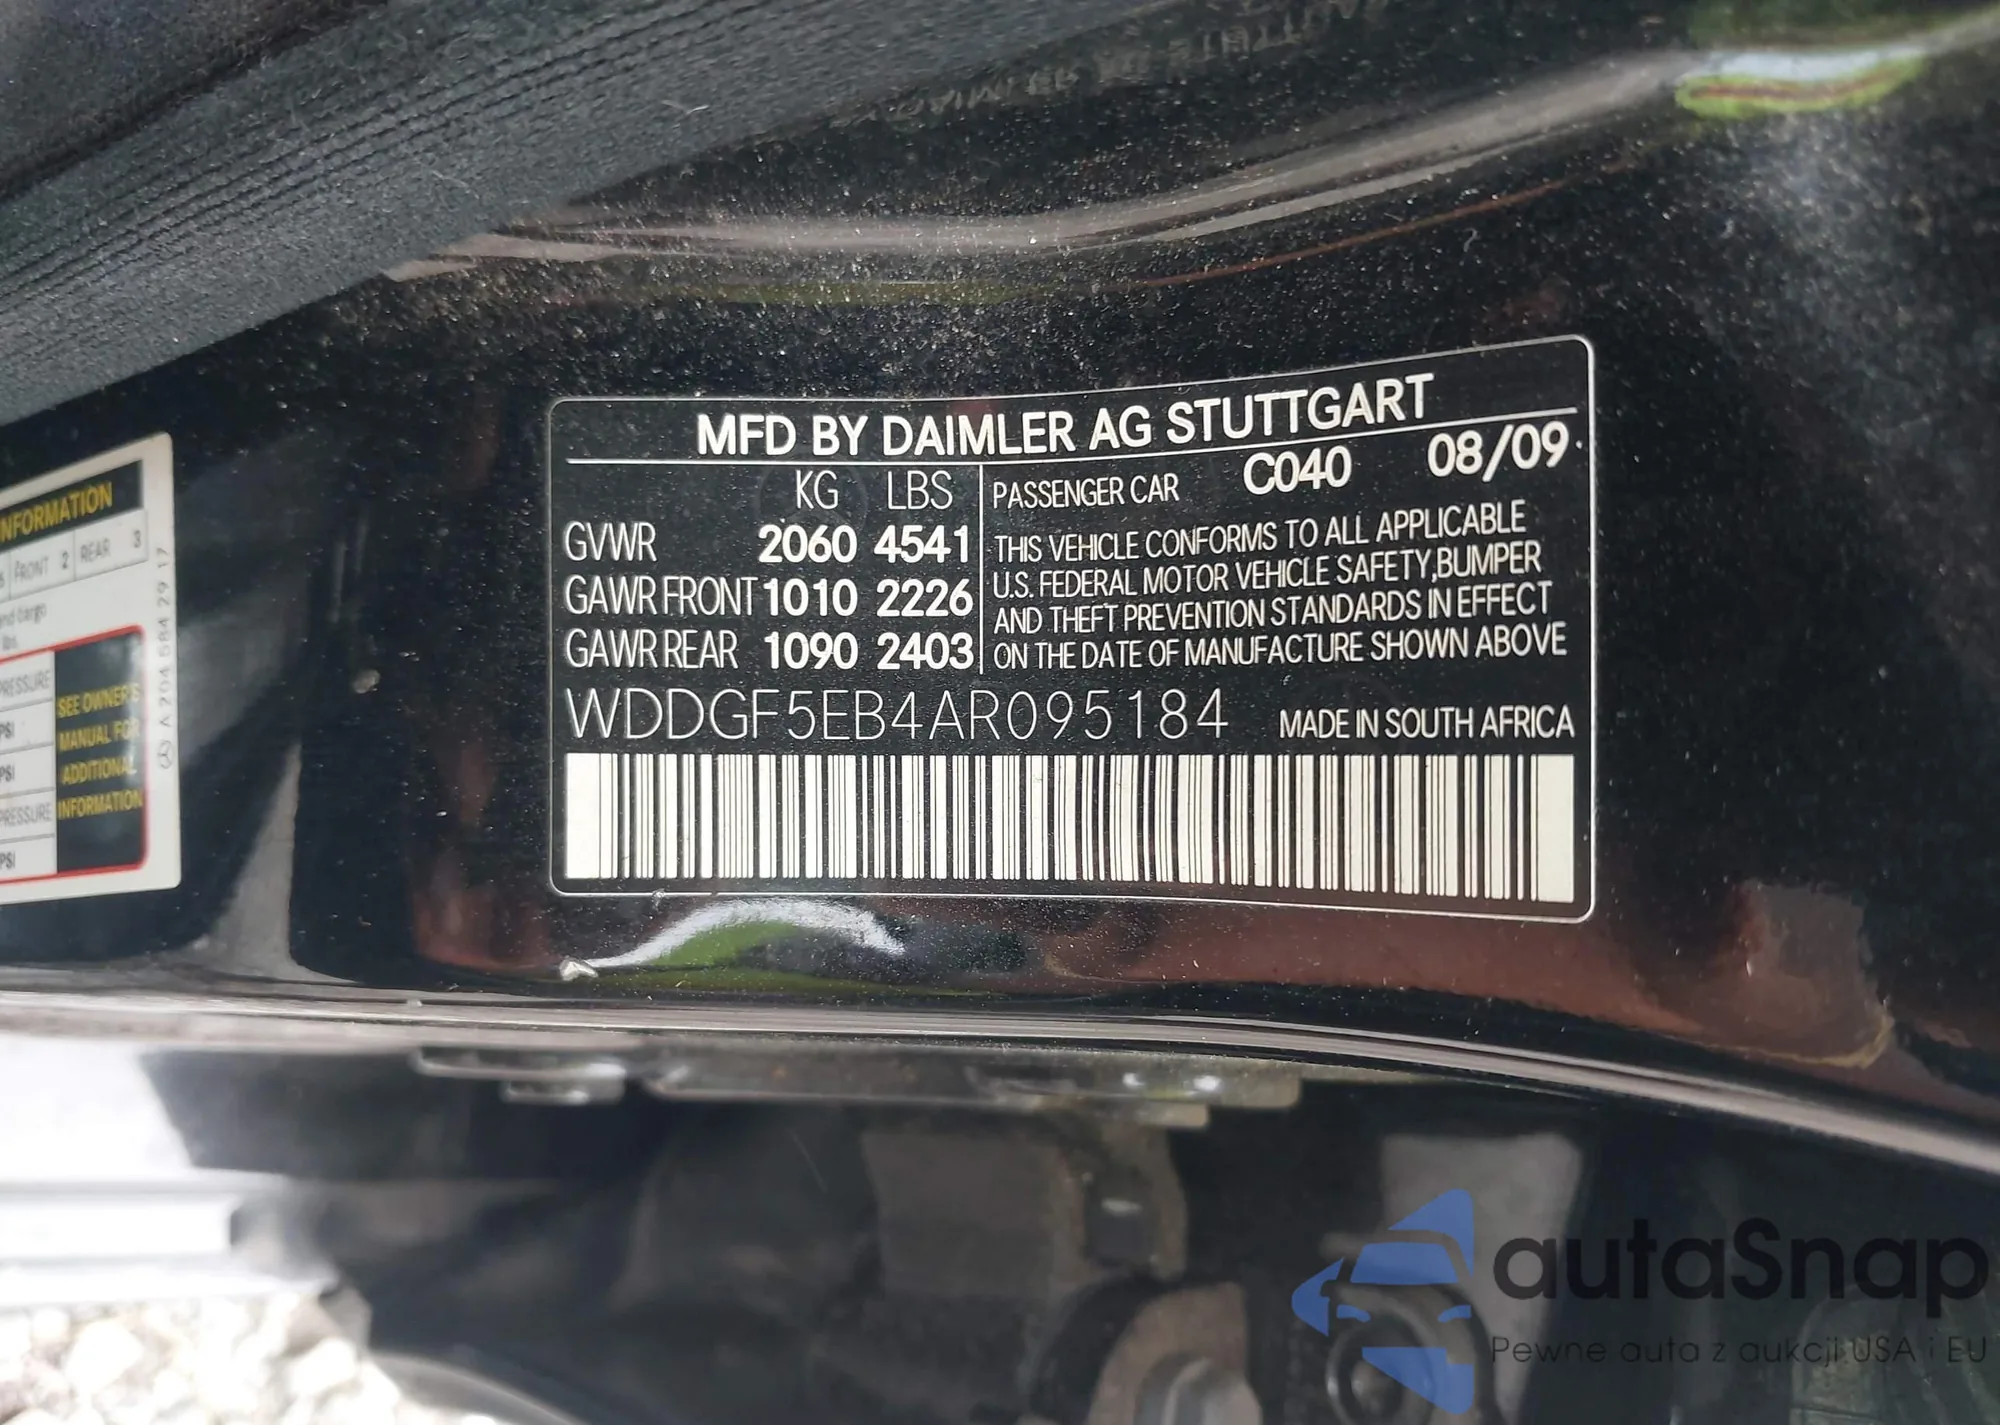 MFD BY DAIMLER AG STUTTGART
KG LBS
GVWR 2060 4541
GAWR FRONT 1010 2226
GAWR REAR 1090 2403
PASSENGER CAR C040 08/09
THIS VEHICLE CONFORMS TO ALL APPLICABLE
U.S. FEDERAL MOTOR VEHICLE SAFETY,BUMPER
AND THEFT PREVENTION STANDARDS IN EFFECT
ON THE DATE OF MANUFACTURE SHOWN ABOVE
WDDGF5EB4AR095184 MADE IN SOUTH AFRICA
FRONT 2 REAR 3
cargo
lbs.
PRESSURE
PSI
PSI
PRESSURE
PSI
SEE OWNER'S
MANUAL FOR
ADDITIONAL
INFORMATION
A 204 584 29 17
autaSnap
Pewne auta z aukcji USA i EU